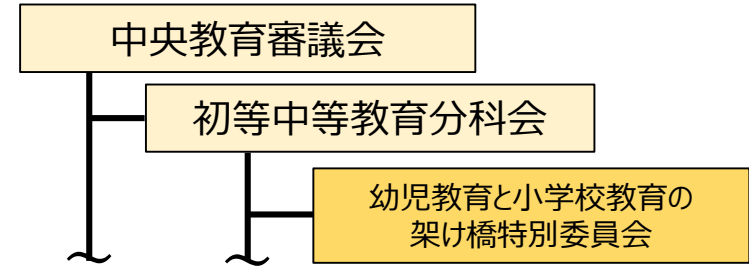 中央教育審議会
初等中等教育分科会
幼児教育と小学校教育の
架け橋特別委員会